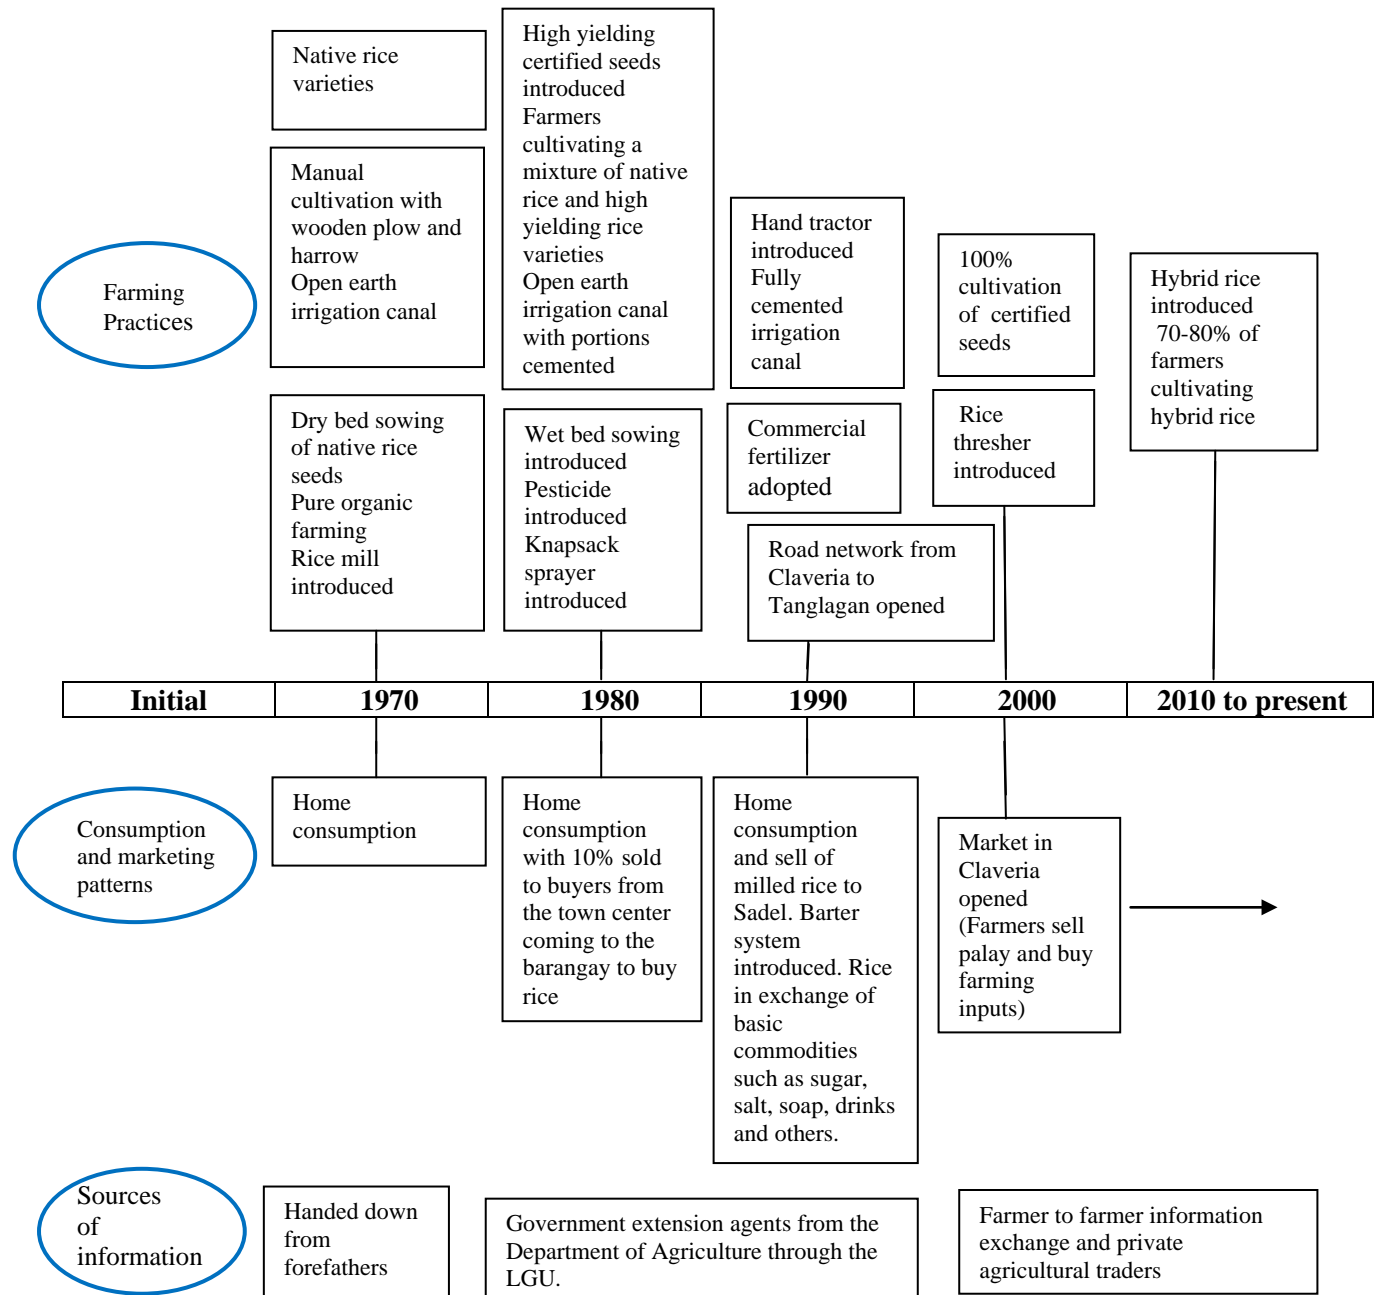 Native rice
varieties
Manual
cultivation with
wooden plow and
harrow
Open earth
irrigation canal
Dry bed sowing
of native rice
seeds
Pure organic
farming
Rice mill
introduced
High yielding
certified seeds
introduced
Farmers
cultivating a
mixture of native
rice and high
yielding rice
varieties
Open earth
irrigation canal
with portions
cemented
Wet bed sowing
introduced
Pesticide
introduced
Knapsack
sprayer
introduced
Hand tractor
introduced
Fully
cemented
irrigation
canal
Commercial
fertilizer
adopted
Road network from
Claveria to
Tanglagan opened
100%
cultivation
of certified
seeds
Rice
thresher
introduced
Hybrid rice
introduced
70-80% of
farmers
cultivating
hybrid rice
Farming
Practices
Initial
1970
1980
1990
2000
2010 to present
Consumption
and marketing
patterns
Home
consumption
Home
consumption
with 10% sold
to buyers from
the town center
coming to the
barangay to buy
rice
Home
consumption
and sell of
milled rice to
Sadel. Barter
system
introduced. Rice
in exchange of
basic
commodities
such as sugar,
salt, soap, drinks
and others.
Market in
Claveria
opened
(Farmers sell
palay and buy
farming
inputs)
Sources
of
information
Handed down
from
forefathers
Government extension agents from the
Department of Agriculture through the
LGU.
Farmer to farmer information
exchange and private
agricultural traders